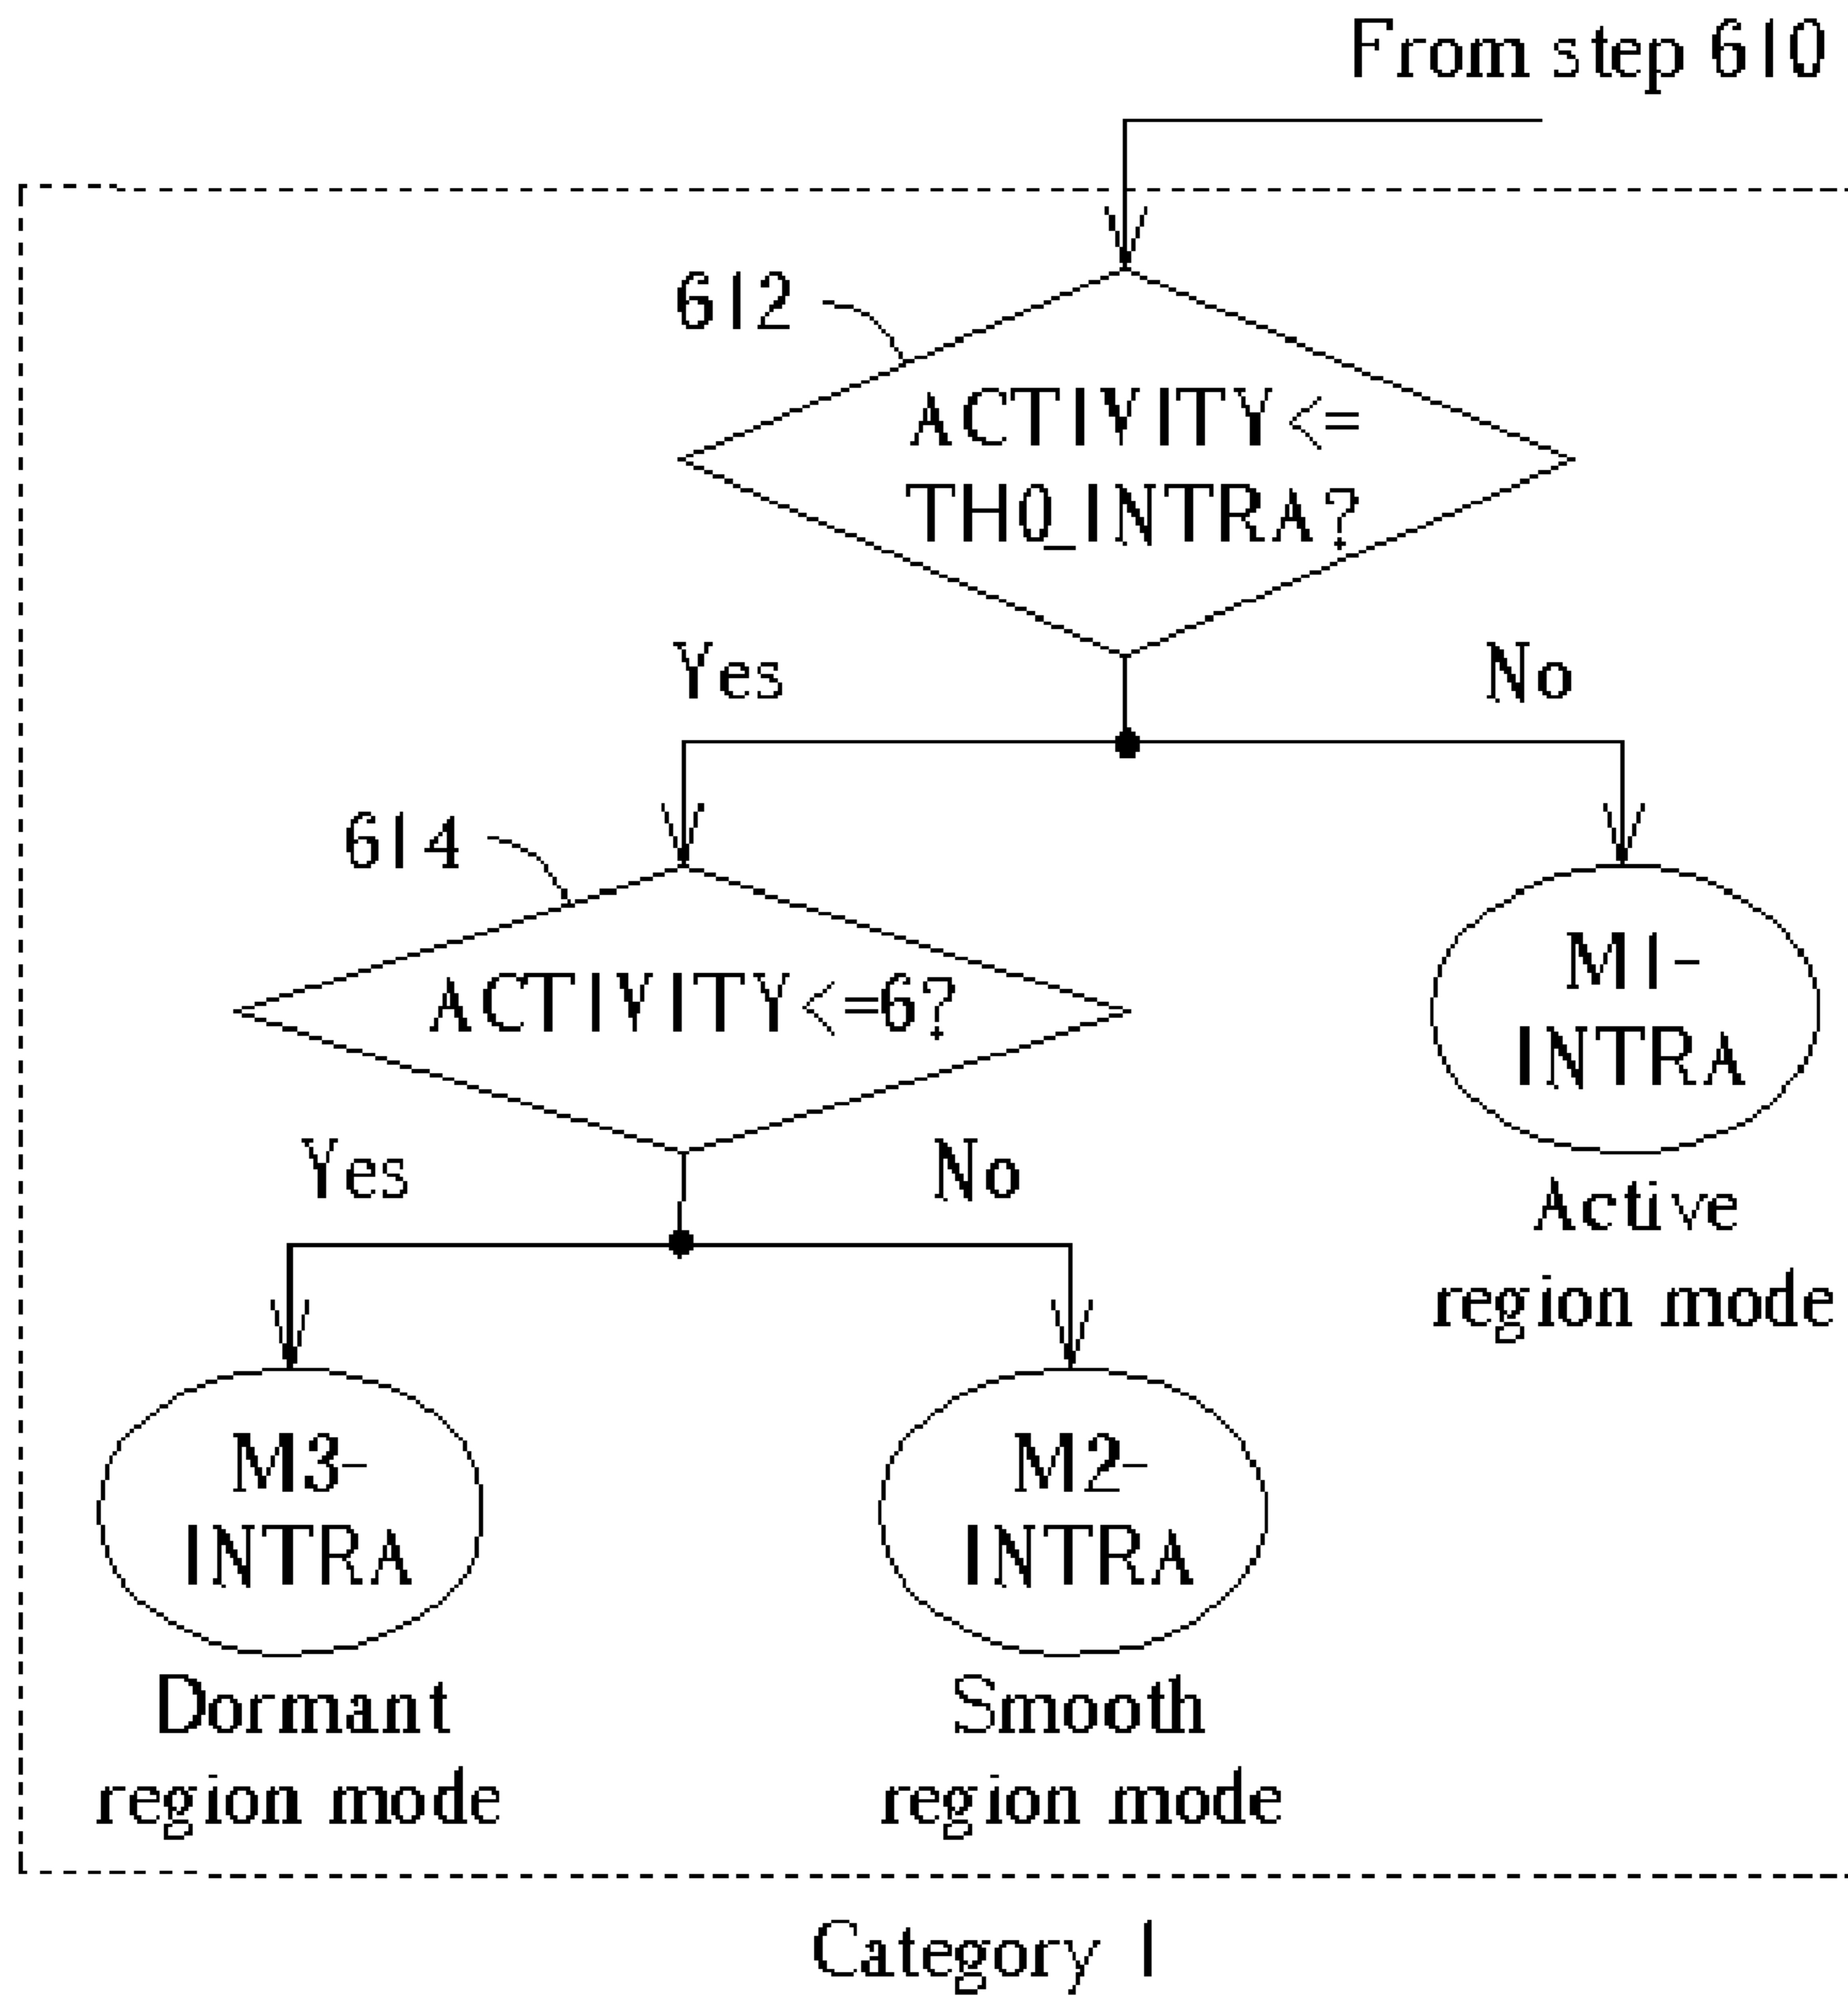 From step 610
612
ACTIVITY<=
TH0_INTRA?
Yes
No
614
ACTIVITY<=6?
M1-
INTRA
Yes
No
Active
region mode
M3-
INTRA
M2-
INTRA
Dormant
region mode
Smooth
region mode
Category 1